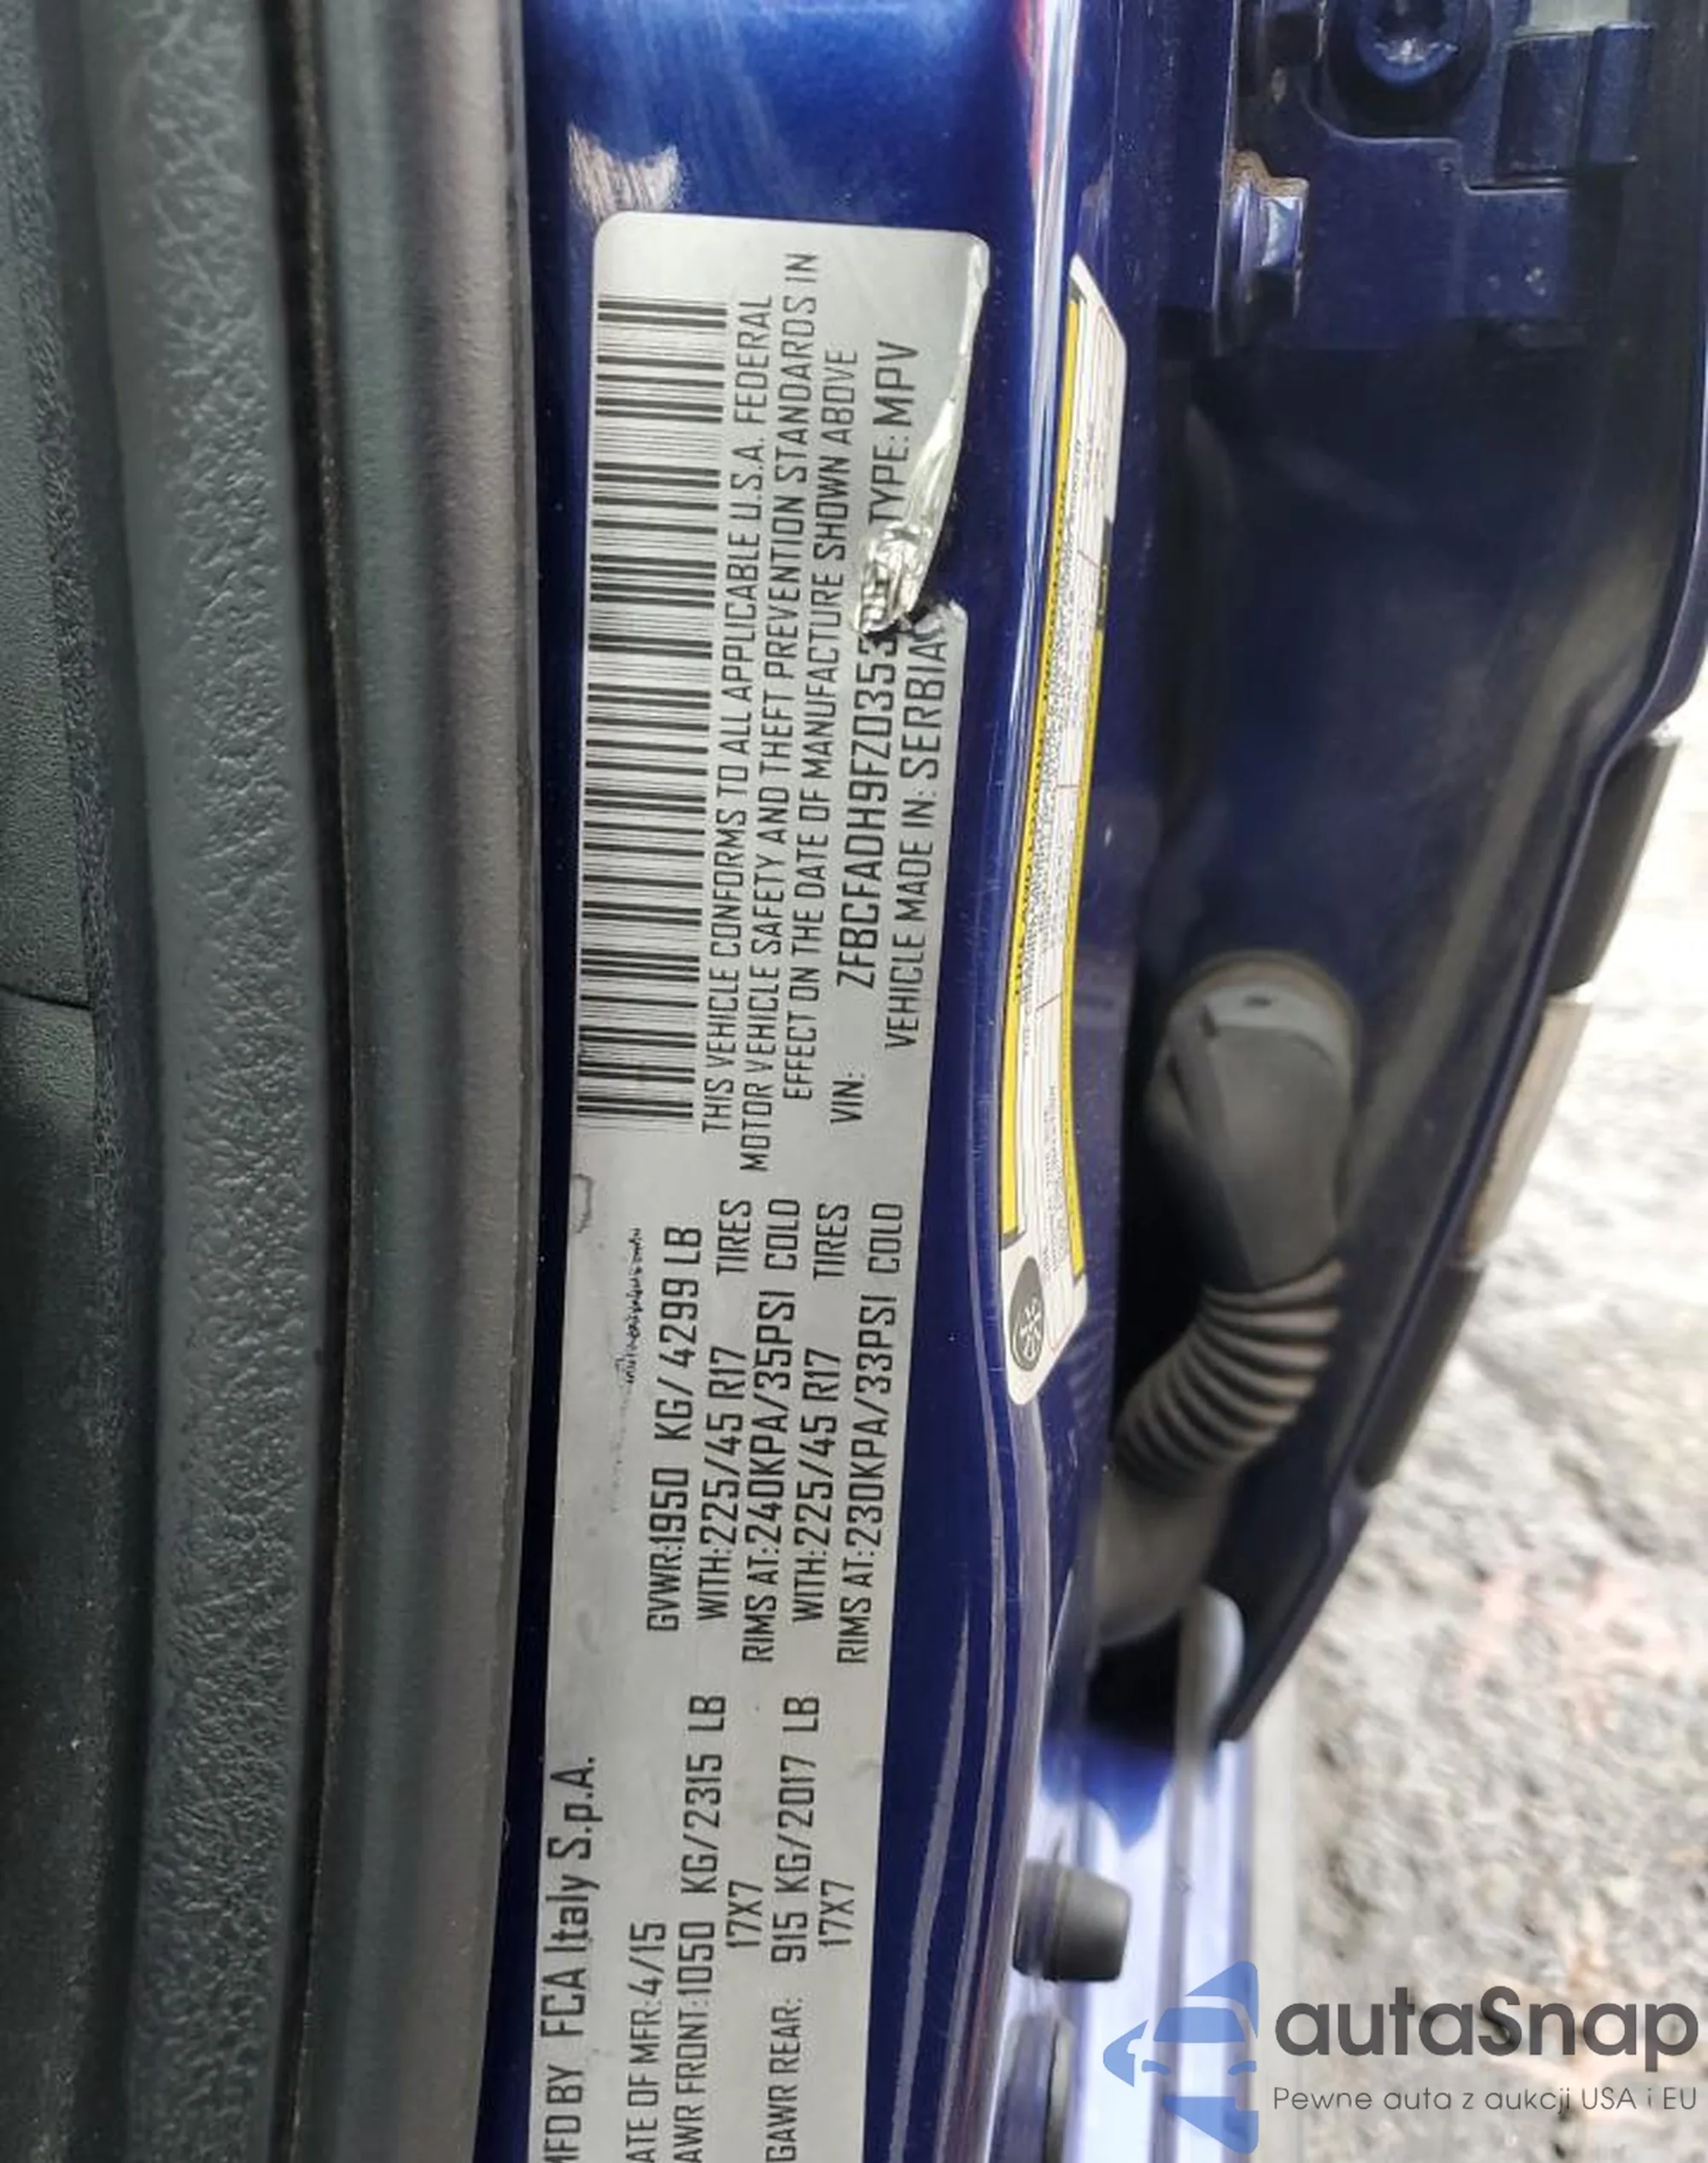 MFD BY FCA Italy S.p.A.
ATE OF MFR:4/15
AWR FRONT:1050 KG/2315 LB
17X7
GAWR REAR: 915 KG/2017 LB
17X7
GVWR:1950 KG/4299 LB
WITH:225/45 R17 TIRES
RIMS AT:240KPA/35PSI COLD
WITH:225/45 R17 TIRES
RIMS AT:230KPA/33PSI COLD
THIS VEHICLE CONFORMS TO ALL APPLICABLE U.S.A. FEDERAL
MOTOR VEHICLE SAFETY AND THEFT PREVENTION STANDARDS IN
EFFECT ON THE DATE OF MANUFACTURE SHOWN ABOVE
VIN: ZFBCFADH9FZ0353 TYPE:MPV
VEHICLE MADE IN: SERBIA
autaSnap
Pewne auta z aukcji USA i EU